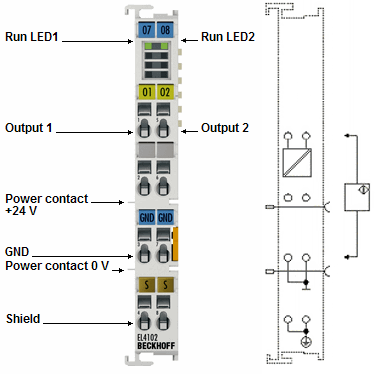 Run LED1
07 08
Run LED2
01 02
Output 1
Output 2
Power contact
+24 V
GND GND
GND
Power contact 0 V
S S
Shield
EL4102
BECKHOFF